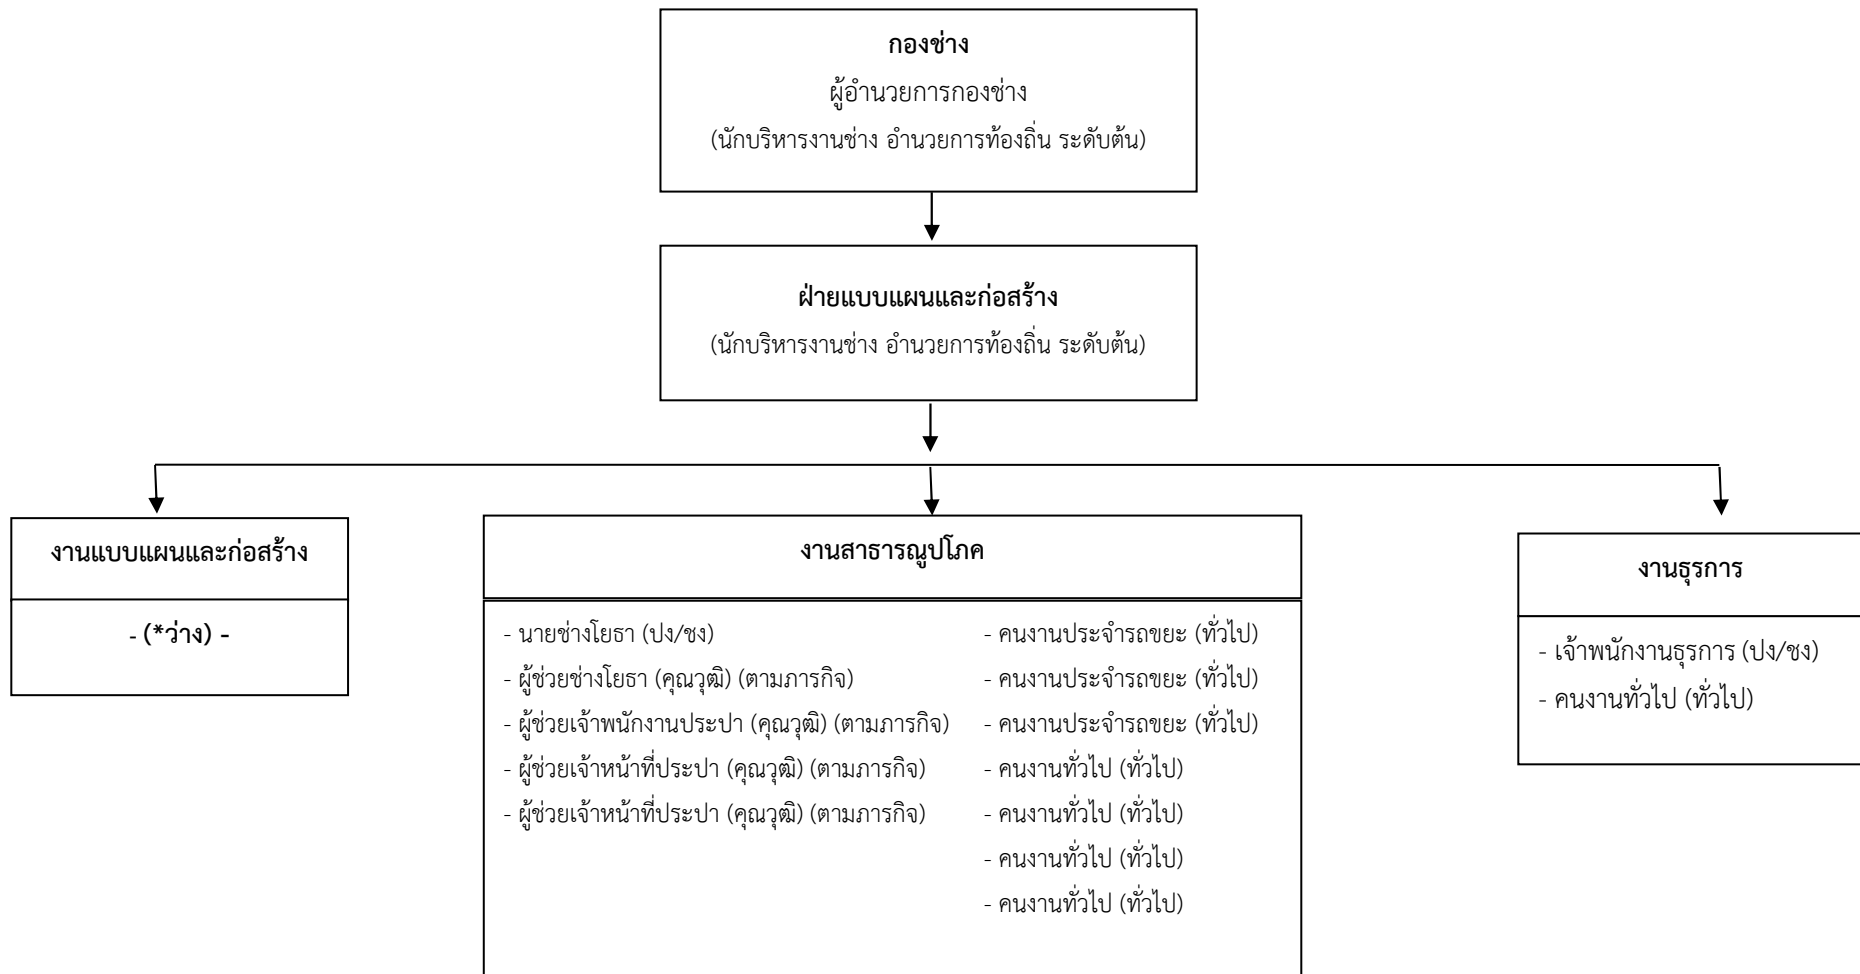 กองช่าง
ผู้อำนวยการกองช่าง
(นักบริหารงานช่าง อำนวยการท้องถิ่น ระดับต้น)
ฝ่ายแบบแผนและก่อสร้าง
(นักบริหารงานช่าง อำนวยการท้องถิ่น ระดับต้น)
งานแบบแผนและก่อสร้าง
- (*ว่าง) -
งานสาธารณูปโภค
- นายช่างโยธา (ปง/ชง)
- ผู้ช่วยช่างโยธา (คุณวุฒิ) (ตามภารกิจ)
- ผู้ช่วยเจ้าพนักงานประปา (คุณวุฒิ) (ตามภารกิจ)
- ผู้ช่วยเจ้าหน้าที่ประปา (คุณวุฒิ) (ตามภารกิจ)
- ผู้ช่วยเจ้าหน้าที่ประปา (คุณวุฒิ) (ตามภารกิจ)
- คนงานประจำรถขยะ (ทั่วไป)
- คนงานประจำรถขยะ (ทั่วไป)
- คนงานประจำรถขยะ (ทั่วไป)
- คนงานทั่วไป (ทั่วไป)
- คนงานทั่วไป (ทั่วไป)
- คนงานทั่วไป (ทั่วไป)
- คนงานทั่วไป (ทั่วไป)
งานธุรการ
- เจ้าพนักงานธุรการ (ปง/ชง)
- คนงานทั่วไป (ทั่วไป)